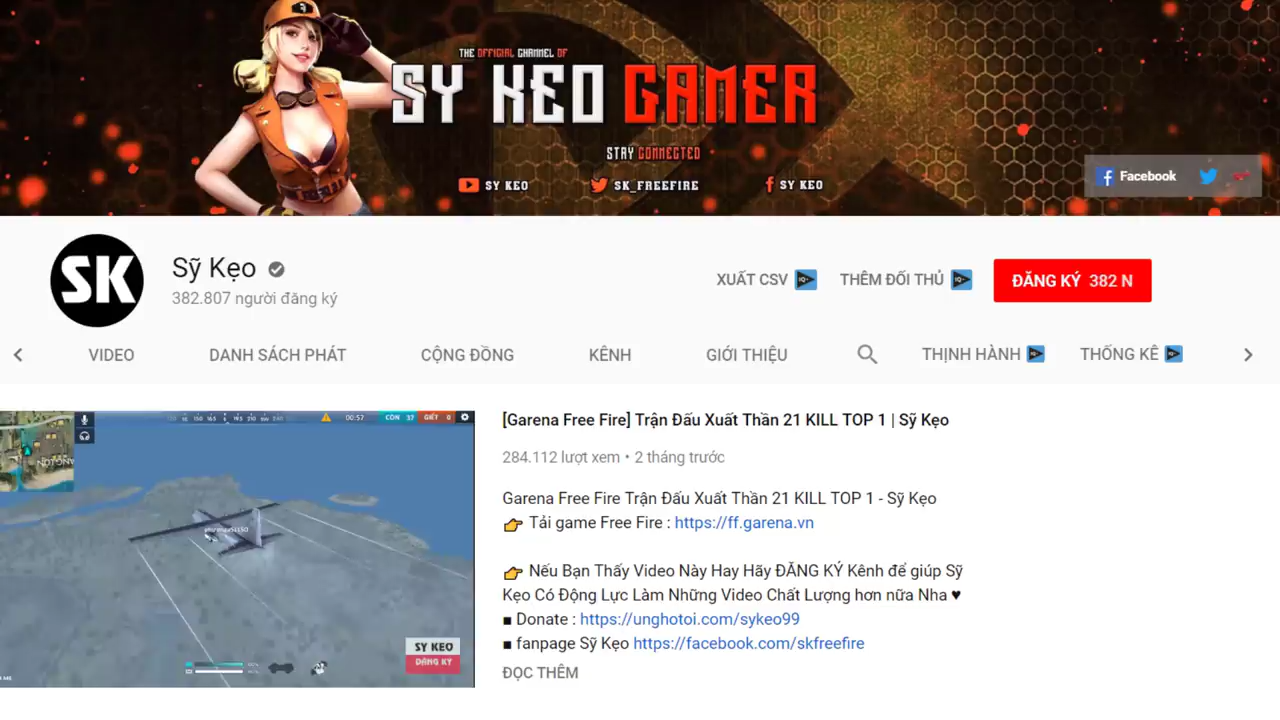 THE OFFICIAL CHANNEL OF
SY KEO GAMER
STAY CONNECTED
SY KEO
SK_FREEFIRE
SY KEO
Facebook
SK
Sỹ Kẹo
382.807 người đăng ký
XUẤT CSV
THÊM ĐỐI THỦ
ĐĂNG KÝ 382 N
VIDEO
DANH SÁCH PHÁT
CỘNG ĐỒNG
KÊNH
GIỚI THIỆU
THỊNH HÀNH
THỐNG KÊ
00:57
CÒN 37
GIẾT 0
SY KEO
ĐĂNG KÝ
[Garena Free Fire] Trận Đấu Xuất Thần 21 KILL TOP 1 | Sỹ Kẹo
284.112 lượt xem • 2 tháng trước
Garena Free Fire Trận Đấu Xuất Thần 21 KILL TOP 1 - Sỹ Kẹo
👉 Tải game Free Fire : https://ff.garena.vn
👉 Nếu Bạn Thấy Video Này Hay Hãy ĐĂNG KÝ Kênh để giúp Sỹ
Kẹo Có Động Lực Làm Những Video Chất Lượng hơn nữa Nha ♥
■ Donate : https://unghotoi.com/sykeo99
■ fanpage Sỹ Kẹo https://facebook.com/skfreefire
ĐỌC THÊM